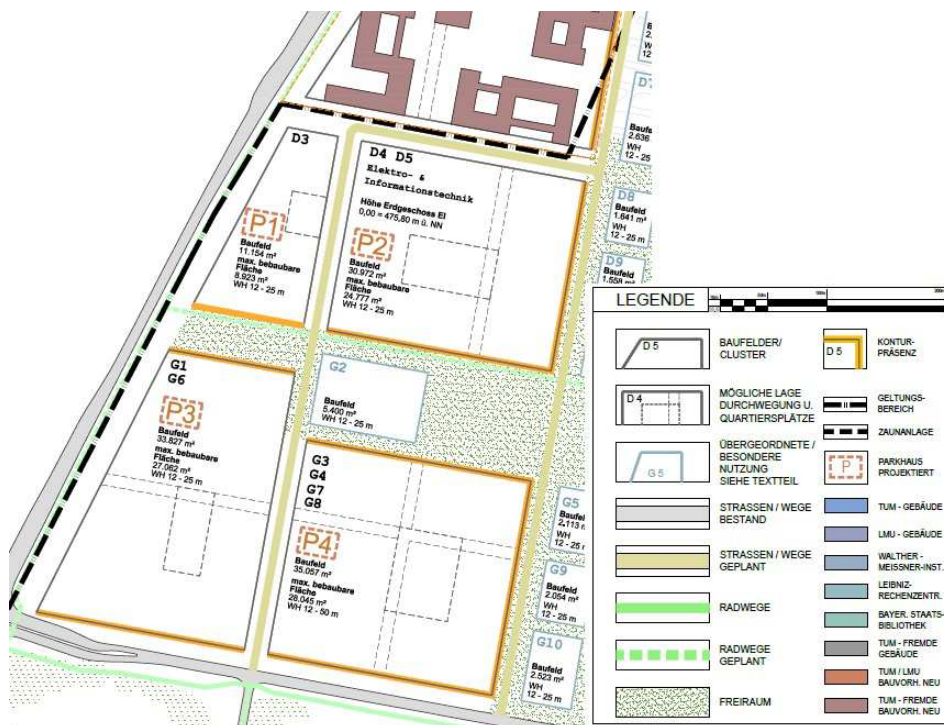 D3
P1
Baufeld
11.154 m²
max. bebaubare
Fläche
8.923 m²
WH 12 - 25 m
D4 D5
Elektro- &
Informationstechnik
Höhe Erdgeschoss EI
0,00 = 475,80 m ü. NN
P2
Baufeld
30.972 m²
max. bebaubare
Fläche
24.777 m²
WH 12 - 25 m
WH
12
D7
2.636
WH
12 - 25
D8
Baufeld
1.641 m²
WH
12 - 25 m
D9
Baufeld
1.558 m²
G1
G6
P3
Baufeld
33.827 m²
max. bebaubare
Fläche
27.062 m²
WH 12 - 25 m
G2
Baufeld
5.400 m²
WH 12 - 25 m
G3
G4
G7
G8
P4
Baufeld
35.057 m²
max. bebaubare
Fläche
28.045 m²
WH 12 - 50 m
G5
Baufel
2.113
WH
12 - 25
G9
Baufeld
2.054 m²
WH
12 - 25 m
G10
Baufeld
2.523 m²
WH
12 - 25 m
LEGENDE
D 5
BAUFELDER/
CLUSTER
D 4
MÖGLICHE LAGE
DURCHWEGUNG U.
QUARTIERSPLÄTZE
G 5
ÜBERGEORDNETE /
BESONDERE
NUTZUNG
SIEHE TEXTTEIL
STRASSEN / WEGE
BESTAND
STRASSEN / WEGE
GEPLANT
RADWEGE
RADWEGE
GEPLANT
FREIRAUM
D 5
KONTUR-
PRÄSENZ
GELTUNGS-
BEREICH
ZAUNANLAGE
P
PARKHAUS
PROJEKTIERT
TUM - GEBÄUDE
LMU - GEBÄUDE
WALTHER -
MEISSNER-INST.
LEIBNIZ-
RECHENZENTR.
BAYER. STAATS-
BIBLIOTHEK
TUM - FREMDE
GEBÄUDE
TUM / LMU
BAUVORH. NEU
TUM - FREMDE
BAUVORH. NEU